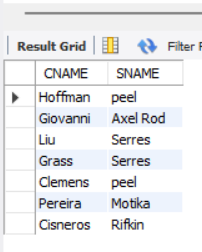 Result Grid Filter
CNAME SNAME
Hoffman peel
Giovanni Axel Rod
Liu Serres
Grass Serres
Clemens peel
Pereira Motika
Cisneros Rifkin